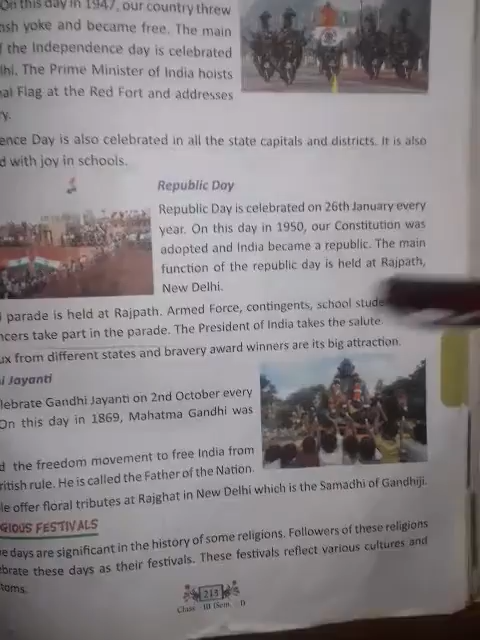 On this day in 1947, our country threw
ish yoke and became free. The main
f the Independence day is celebrated
lhi. The Prime Minister of India hoists
nal Flag at the Red Fort and addresses
y.
ence Day is also celebrated in all the state capitals and districts. It is also
d with joy in schools.
Republic Day
Republic Day is celebrated on 26th January every
year. On this day in 1950, our Constitution was
adopted and India became a republic. The main
function of the republic day is held at Rajpath,
New Delhi.
parade is held at Rajpath. Armed Force, contingents, school stude
ncers take part in the parade. The President of India takes the salute.
ux from different states and bravery award winners are its big attraction.
i Jayanti
lebrate Gandhi Jayanti on 2nd October every
On this day in 1869, Mahatma Gandhi was
d the freedom movement to free India from
ritish rule. He is called the Father of the Nation.
le offer floral tributes at Rajghat in New Delhi which is the Samadhi of Gandhiji.
GIOUS FESTIVALS
e days are significant in the history of some religions. Followers of these religions
brate these days as their festivals. These festivals reflect various cultures and
toms.
213
Class III (Sem. I)